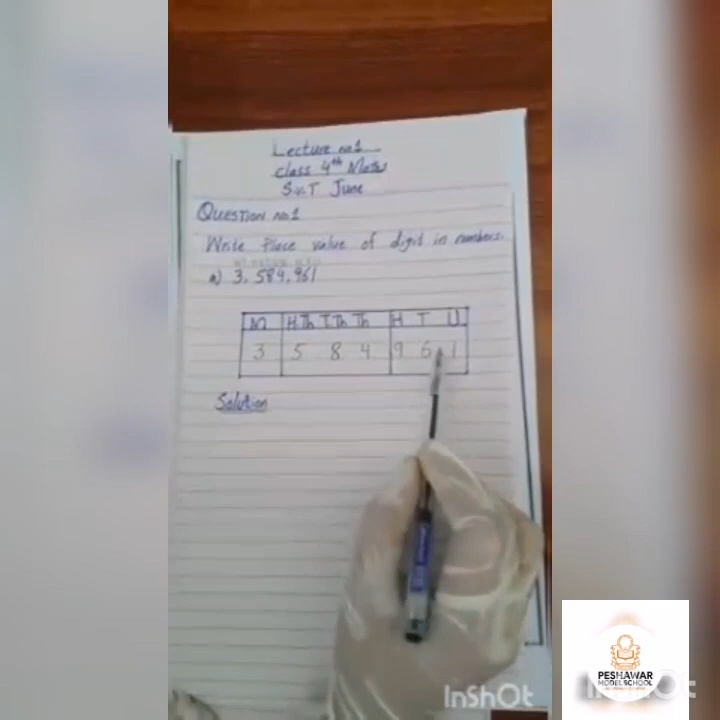 Lecture no 1
class 4th Maths
S.V.T June
Question no.1
Write Place value of digit in numbers.
a) 3,584,961
M H.Th T.Th Th H T U
3 5 8 4 9 6 1
Solution
InShOt
PESHAWAR
MODEL SCHOOL